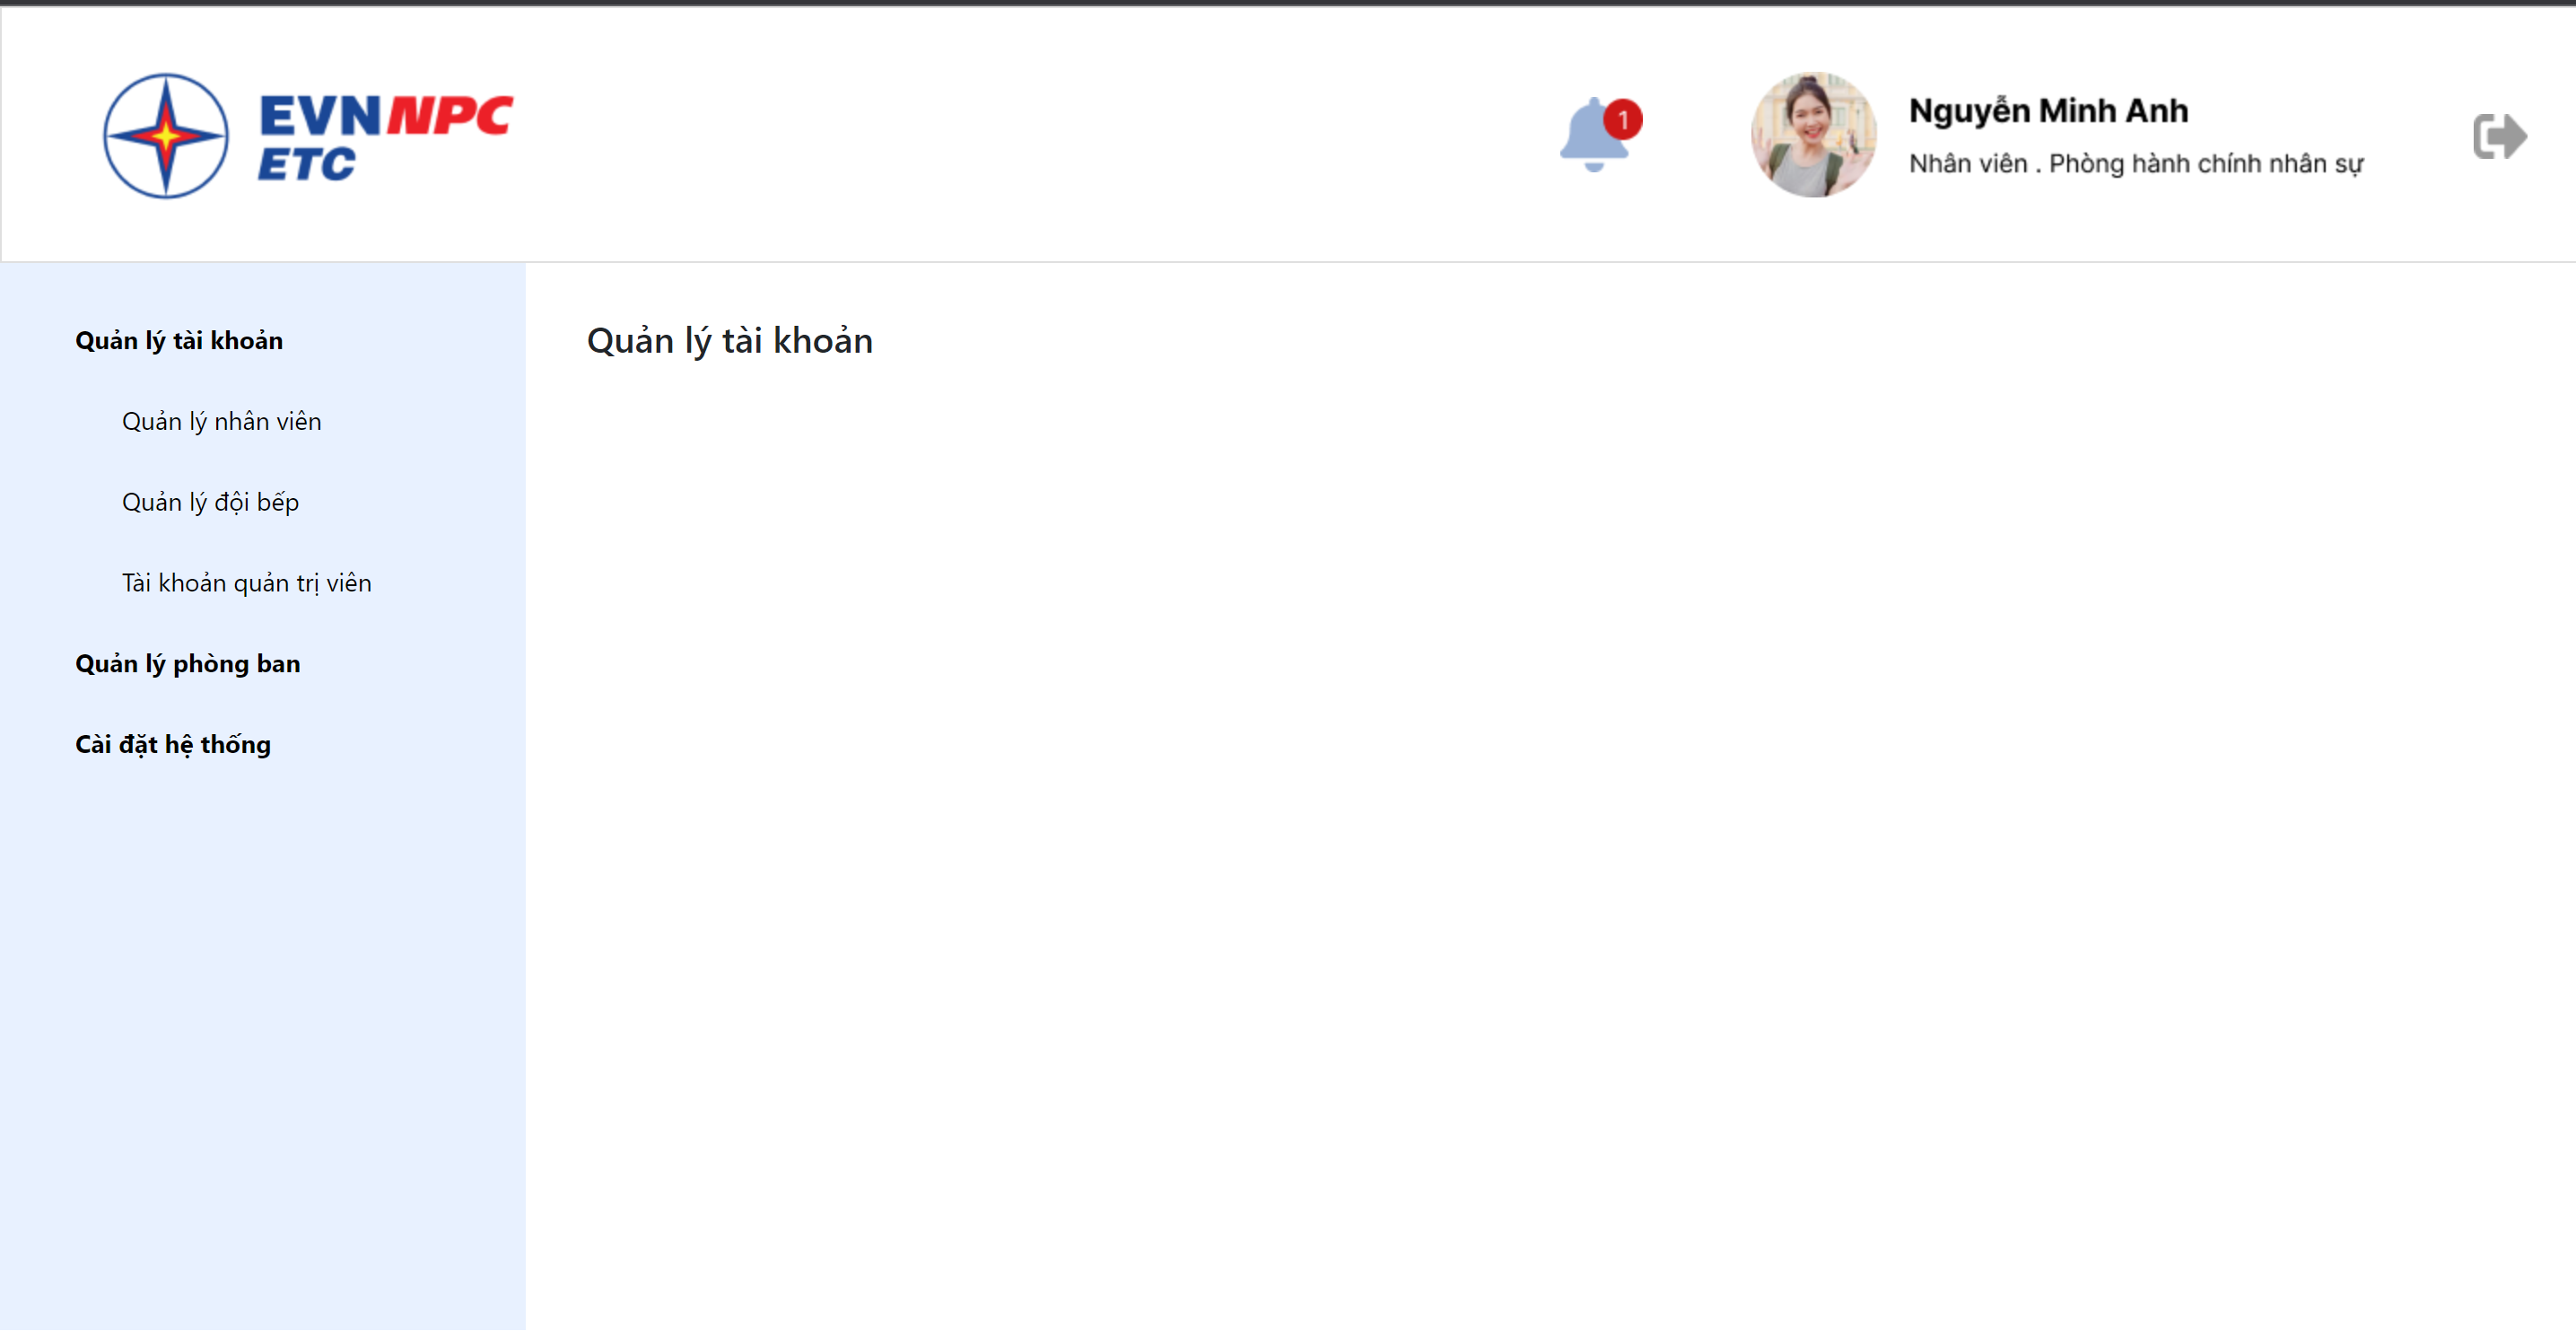 EVNNPC
ETC
1
Nguyễn Minh Anh
Nhân viên . Phòng hành chính nhân sự
Quản lý tài khoản
Quản lý nhân viên
Quản lý đội bếp
Tài khoản quản trị viên
Quản lý phòng ban
Cài đặt hệ thống
Quản lý tài khoản